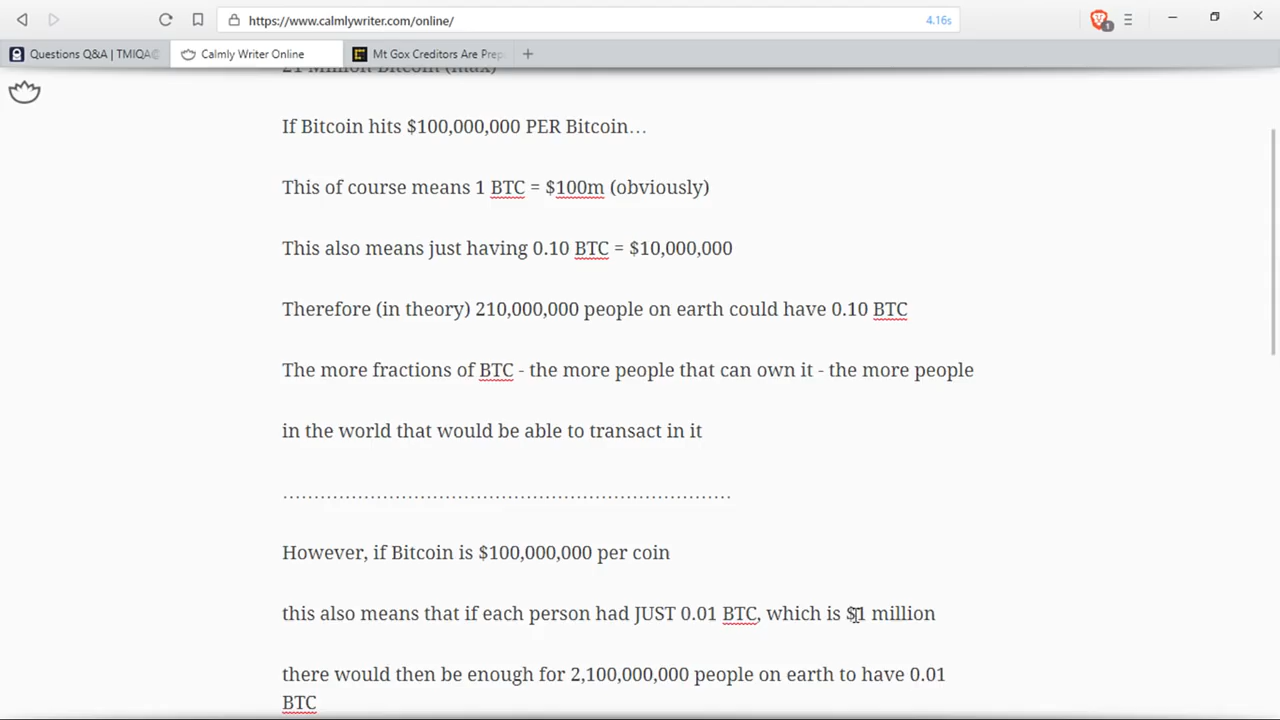 https://www.calmlywriter.com/online/
4.16s
1
Questions Q&A | TMIQA@
Calmly Writer Online
Mt Gox Creditors Are Prep
21 Million Bitcoin (max)
If Bitcoin hits $100,000,000 PER Bitcoin…
This of course means 1 BTC = $100m (obviously)
This also means just having 0.10 BTC = $10,000,000
Therefore (in theory) 210,000,000 people on earth could have 0.10 BTC
The more fractions of BTC - the more people that can own it - the more people
in the world that would be able to transact in it
……………………………………………………………
However, if Bitcoin is $100,000,000 per coin
this also means that if each person had JUST 0.01 BTC, which is $1 million
there would then be enough for 2,100,000,000 people on earth to have 0.01
BTC